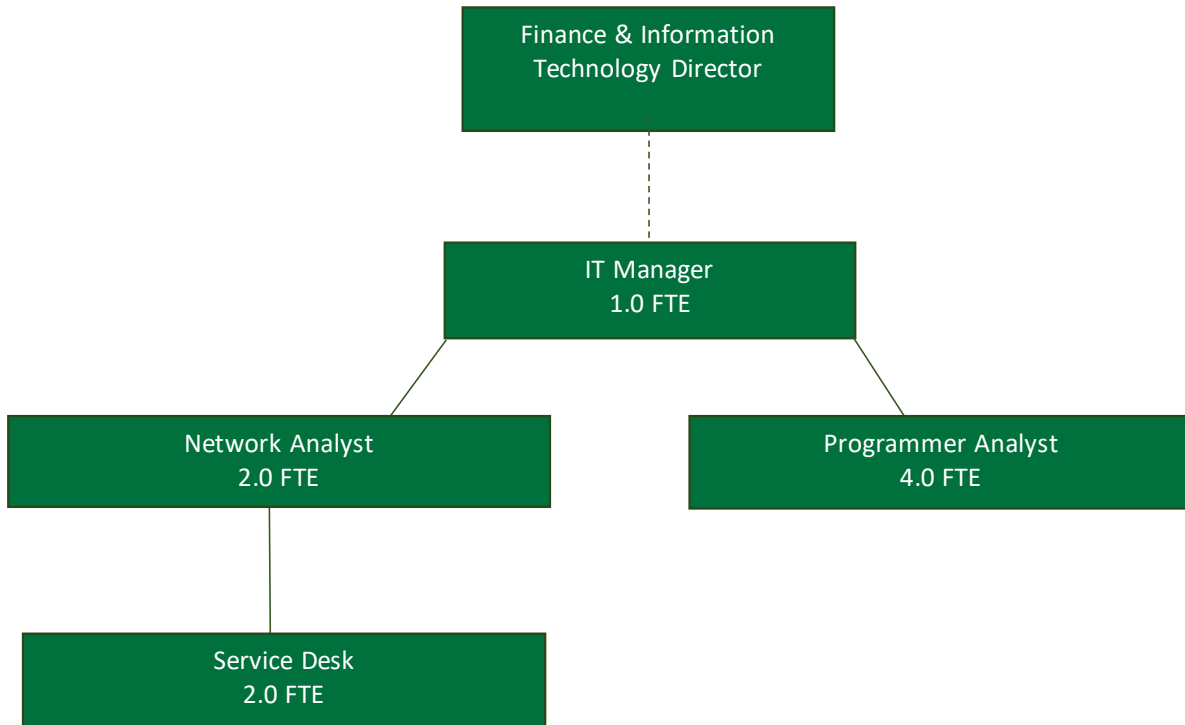 Finance & Information
Technology Director
IT Manager
1.0 FTE
Network Analyst
2.0 FTE
Programmer Analyst
4.0 FTE
Service Desk
2.0 FTE